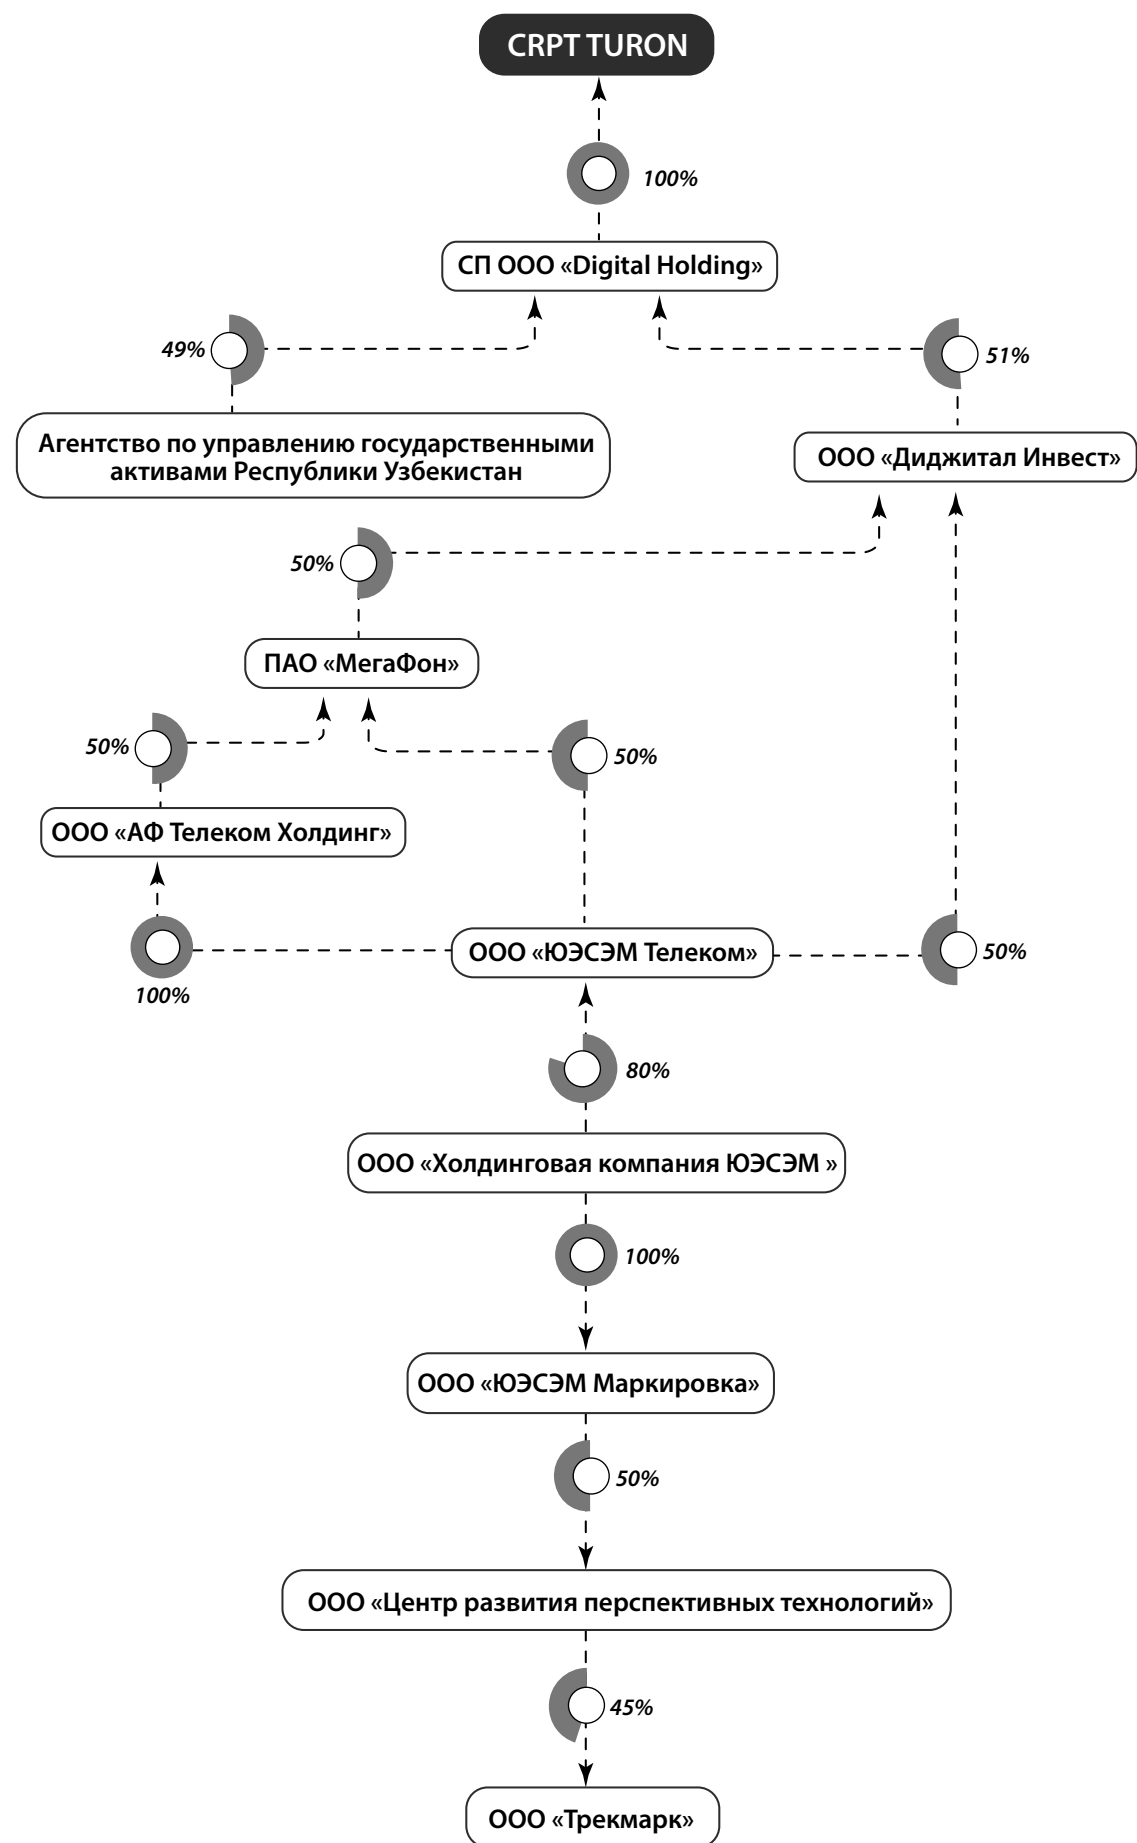 CRPT TURON
100%
СП ООО «Digital Holding»
49%
51%
Агентство по управлению государственными
активами Республики Узбекистан
ООО «Диджитал Инвест»
50%
ПАО «МегаФон»
50%
50%
ООО «АФ Телеком Холдинг»
ООО «ЮЭСЭМ Телеком»
50%
100%
80%
ООО «Холдинговая компания ЮЭСЭМ »
100%
ООО «ЮЭСЭМ Маркировка»
50%
ООО «Центр развития перспективных технологий»
45%
ООО «Трекмарк»